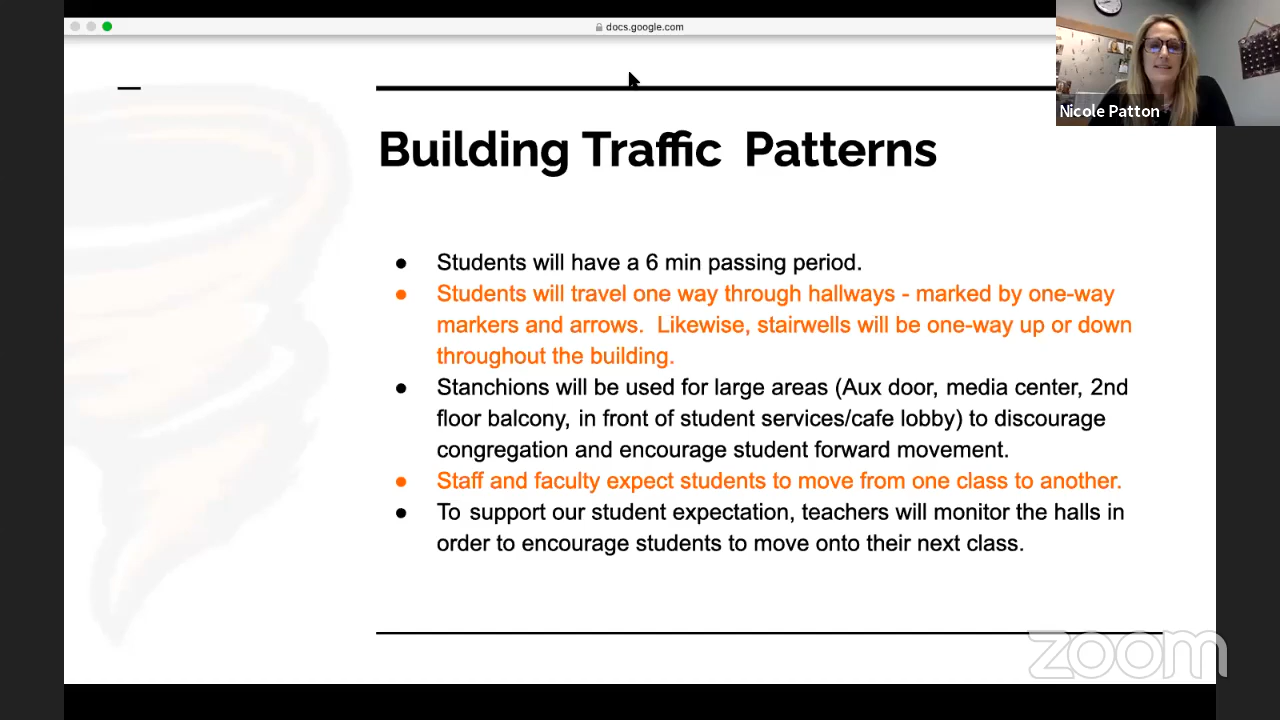 docs.google.com
Nicole Patton
Building Traffic Patterns
● Students will have a 6 min passing period.
● Students will travel one way through hallways - marked by one-way
markers and arrows. Likewise, stairwells will be one-way up or down
throughout the building.
● Stanchions will be used for large areas (Aux door, media center, 2nd
floor balcony, in front of student services/cafe lobby) to discourage
congregation and encourage student forward movement.
● Staff and faculty expect students to move from one class to another.
● To support our student expectation, teachers will monitor the halls in
order to encourage students to move onto their next class.
zoom